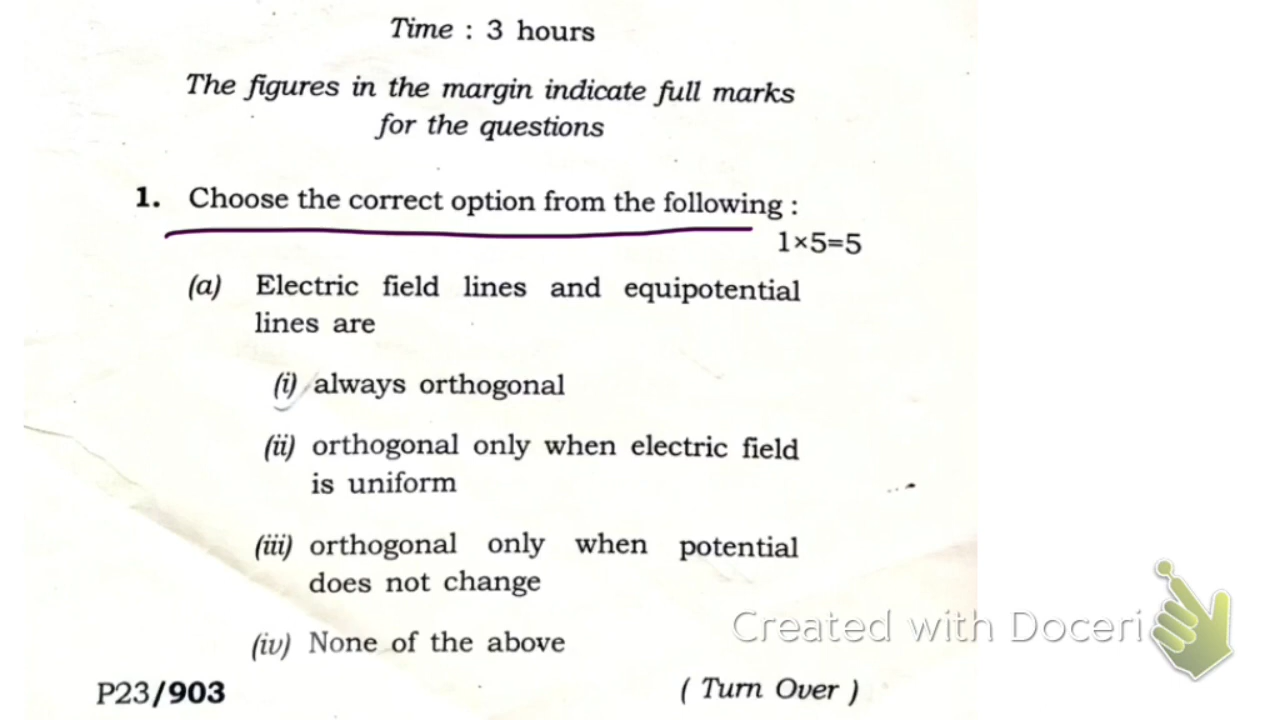 Time : 3 hours
The figures in the margin indicate full marks
for the questions
1. Choose the correct option from the following :
1×5=5
(a) Electric field lines and equipotential
lines are
(i) always orthogonal
(ii) orthogonal only when electric field
is uniform
(iii) orthogonal only when potential
does not change
(iv) None of the above
Created with Doceri
P23/903
( Turn Over )